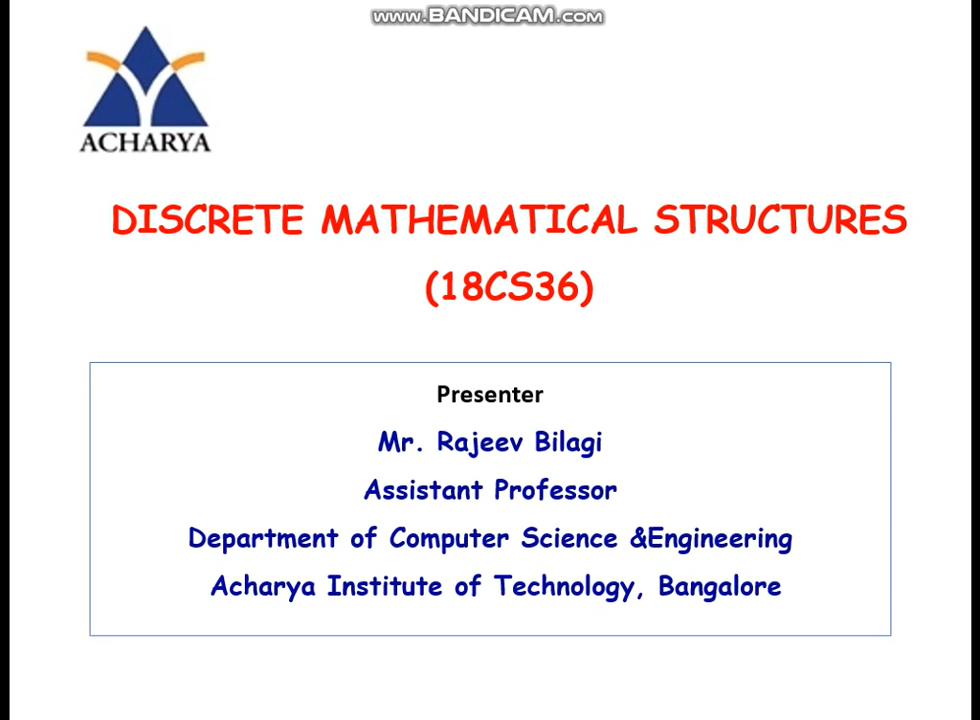 www.BANDICAM.com
ACHARYA
DISCRETE MATHEMATICAL STRUCTURES
(18CS36)
Presenter
Mr. Rajeev Bilagi
Assistant Professor
Department of Computer Science &Engineering
Acharya Institute of Technology, Bangalore